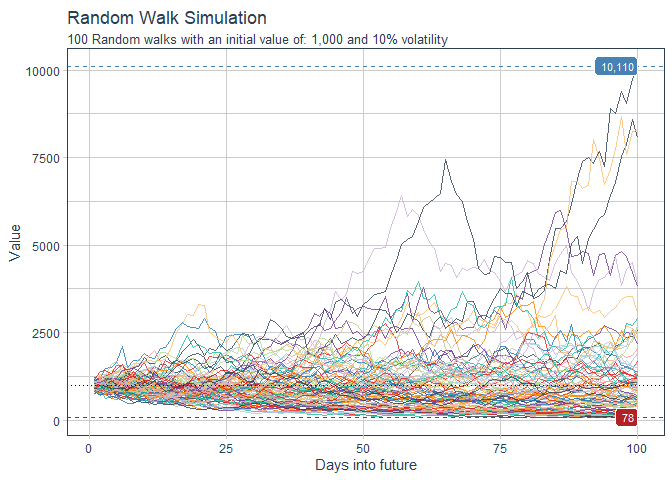 Random Walk Simulation
100 Random walks with an initial value of: 1,000 and 10% volatility
10,110
10000
7500
5000
2500
0
78
Value
0 25 50 75 100
Days into future